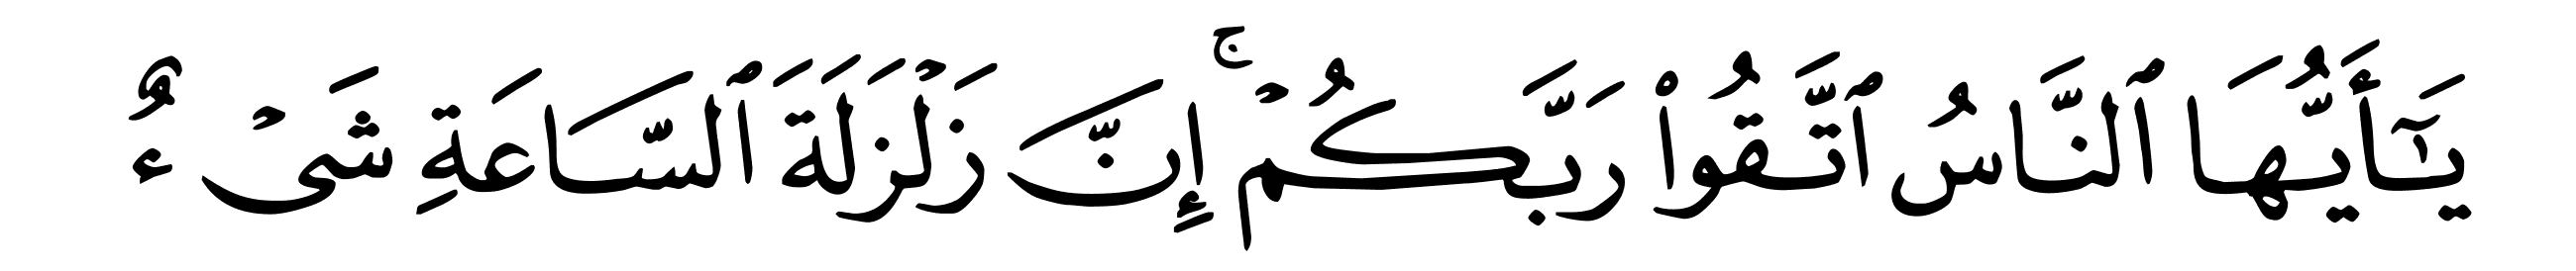 يَـٰٓأَيُّهَا ٱلنَّاسُ ٱتَّقُوا۟ رَبَّكُمْ ۚ إِنَّ زَلْزَلَةَ ٱلسَّاعَةِ شَىْءٌ